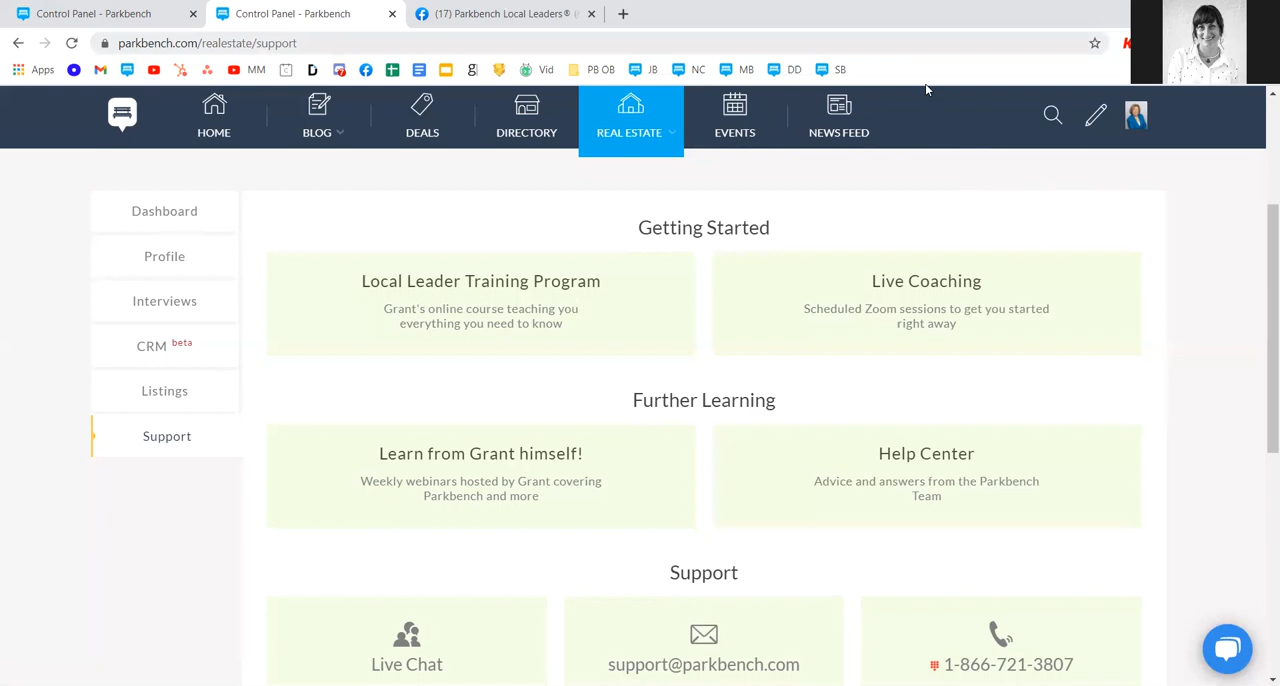 Control Panel - Parkbench
Control Panel - Parkbench
(17) Parkbench Local Leaders®
parkbench.com/realestate/support
Apps
MM
Vid
PB OB
JB
NC
MB
DD
SB
HOME
BLOG
DEALS
DIRECTORY
REAL ESTATE
EVENTS
NEWS FEED
Dashboard
Profile
Interviews
CRM beta
Listings
Support
Getting Started
Local Leader Training Program
Grant's online course teaching you
everything you need to know
Live Coaching
Scheduled Zoom sessions to get you started
right away
Further Learning
Learn from Grant himself!
Weekly webinars hosted by Grant covering
Parkbench and more
Help Center
Advice and answers from the Parkbench
Team
Support
Live Chat
support@parkbench.com
1-866-721-3807